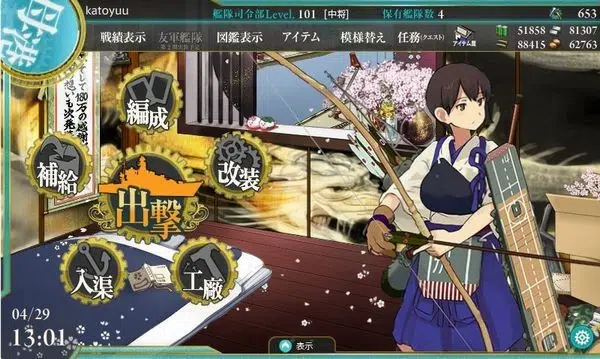 母港
katoyuu
艦隊司令部Level. 101 [中将]
保有艦隊数 4
653
戦績表示
友軍艦隊
図鑑表示
アイテム
模様替え
任務(クエスト)
アイテム屋
51858
81307
88415
62763
編成
補給
改装
出撃
入渠
工廠
04/29
13:01
表示